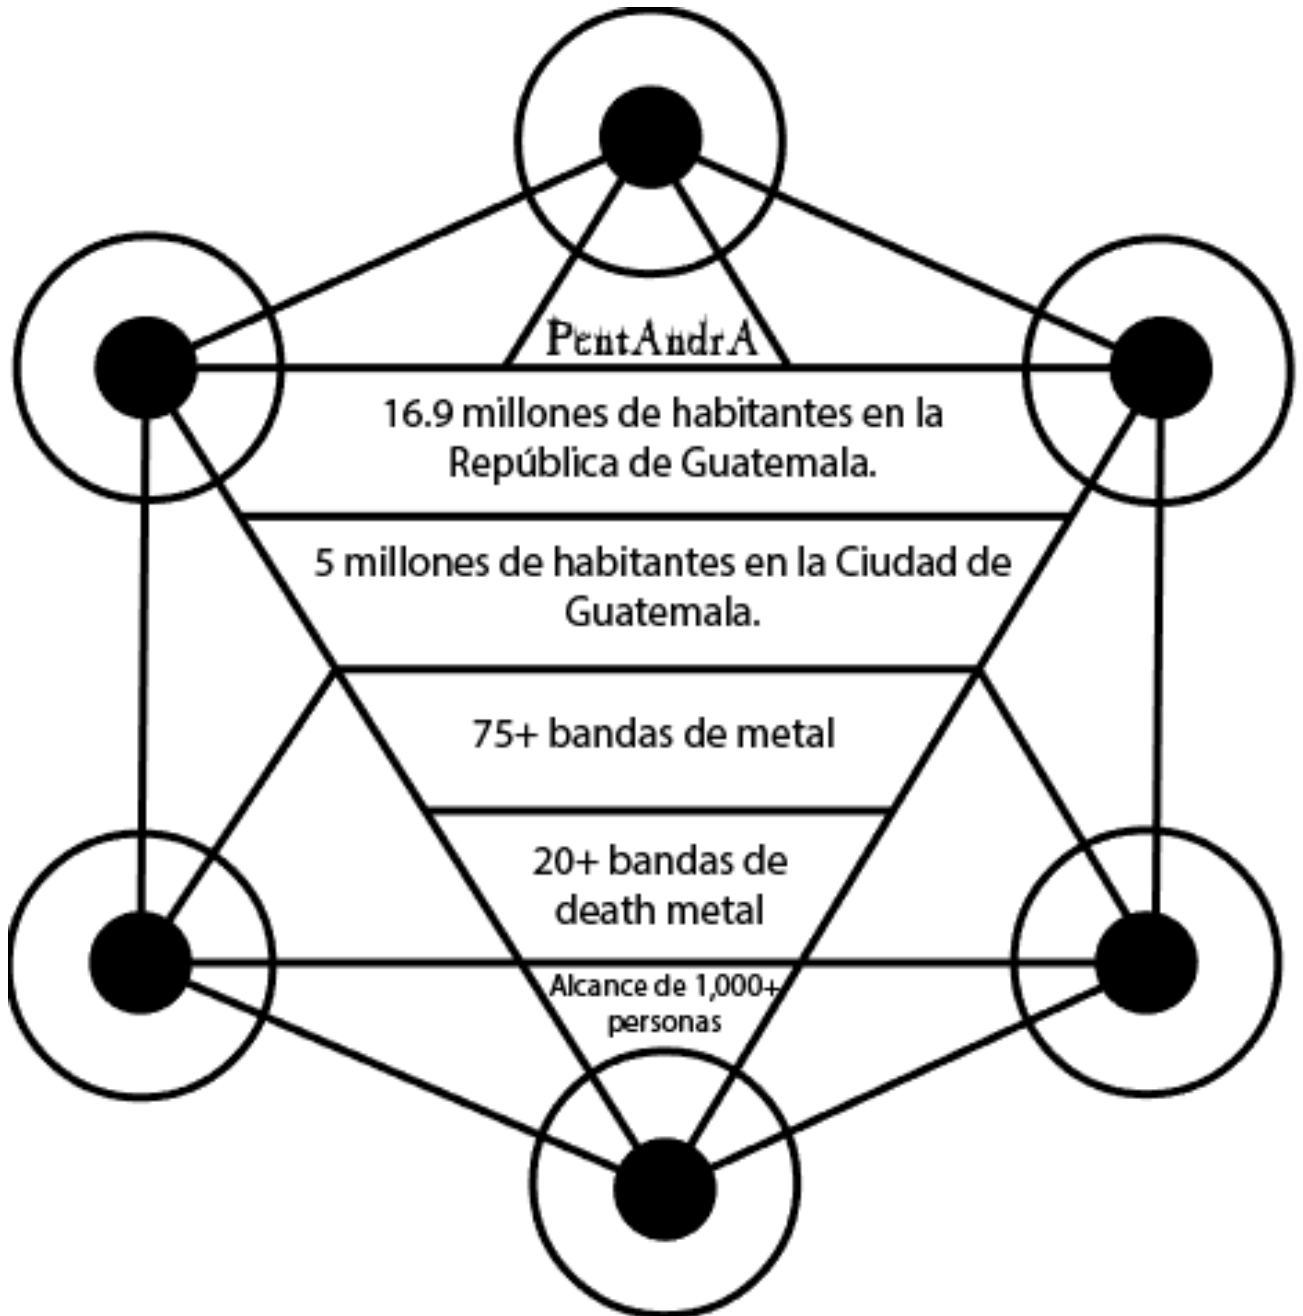 PentAndrA
16.9 millones de habitantes en la
República de Guatemala.
5 millones de habitantes en la Ciudad de
Guatemala.
75+ bandas de metal
20+ bandas de
death metal
Alcance de 1,000+
personas